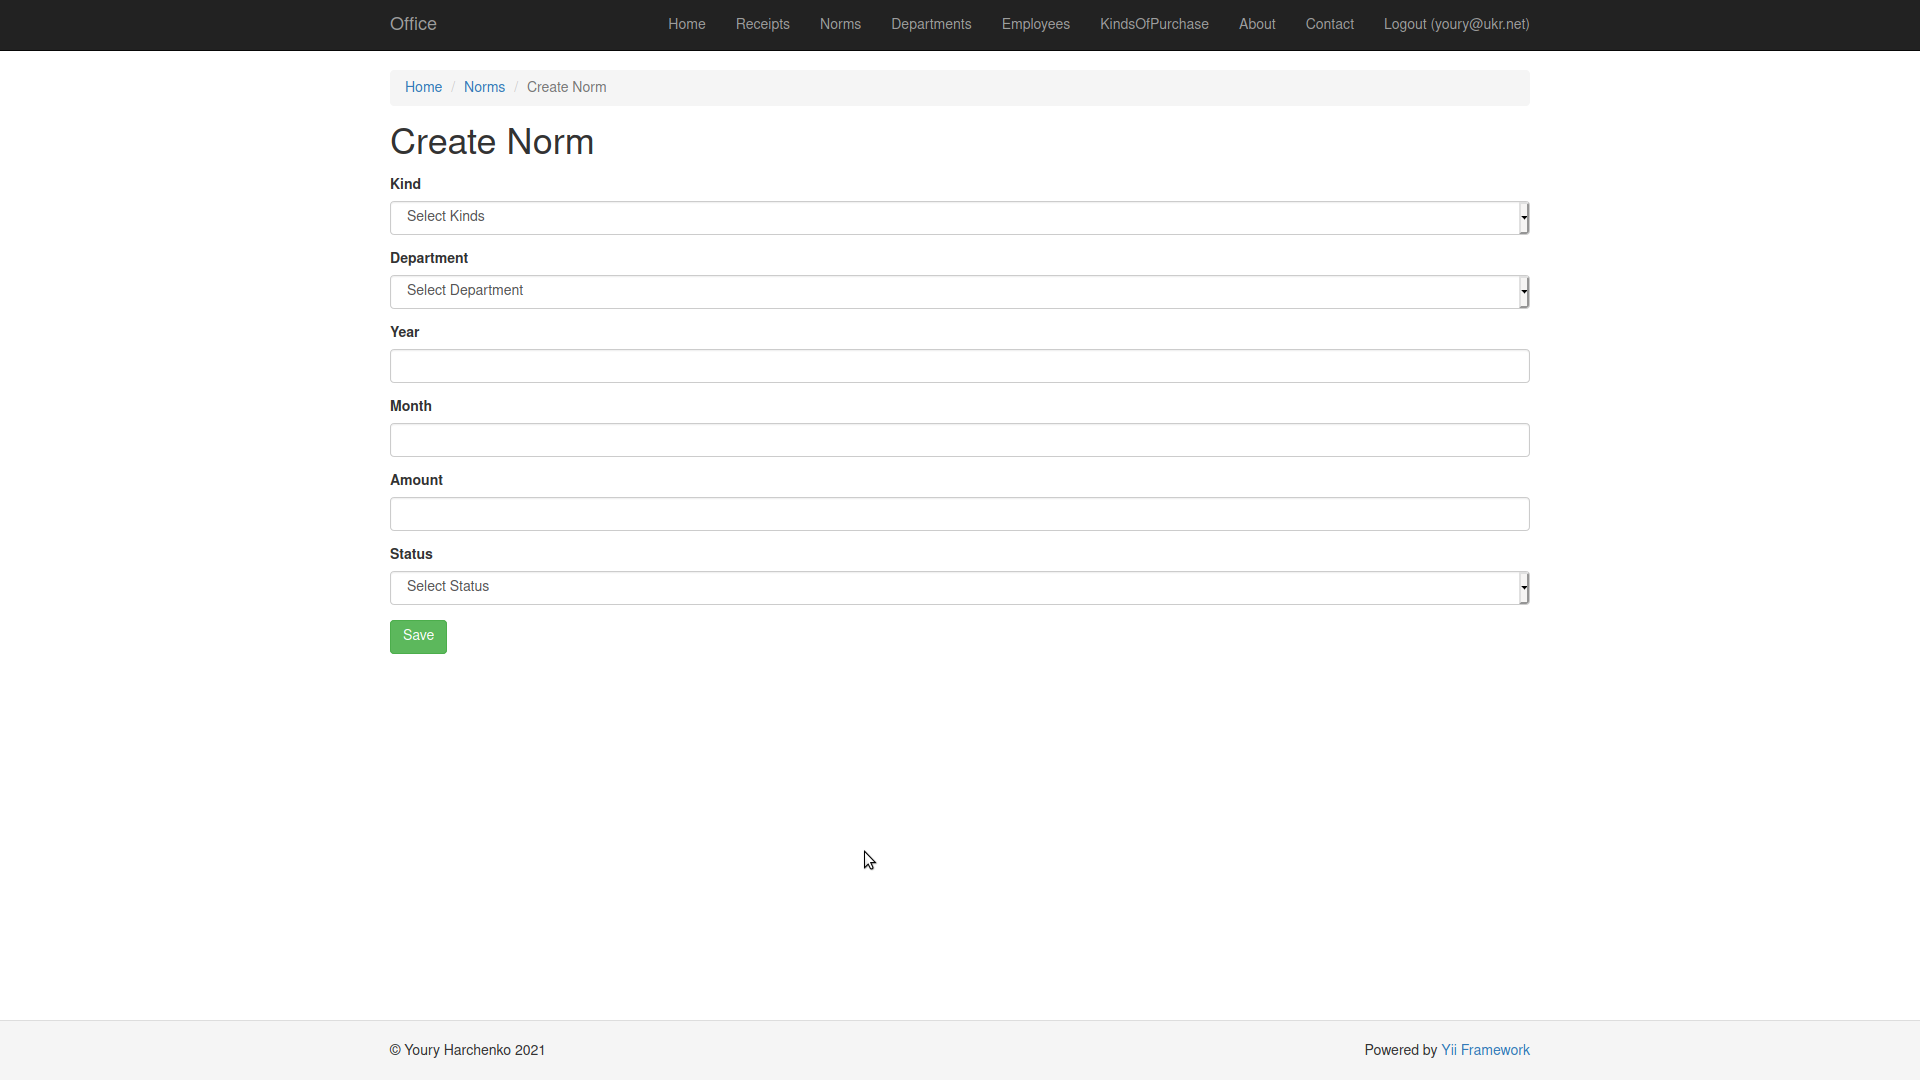 Office Home Receipts Norms Departments Employees KindsOfPurchase About Contact Logout (youry@ukr.net)
Home / Norms / Create Norm
Create Norm
Kind
Select Kinds
Department
Select Department
Year
Month
Amount
Status
Select Status
Save
© Youry Harchenko 2021 Powered by Yii Framework